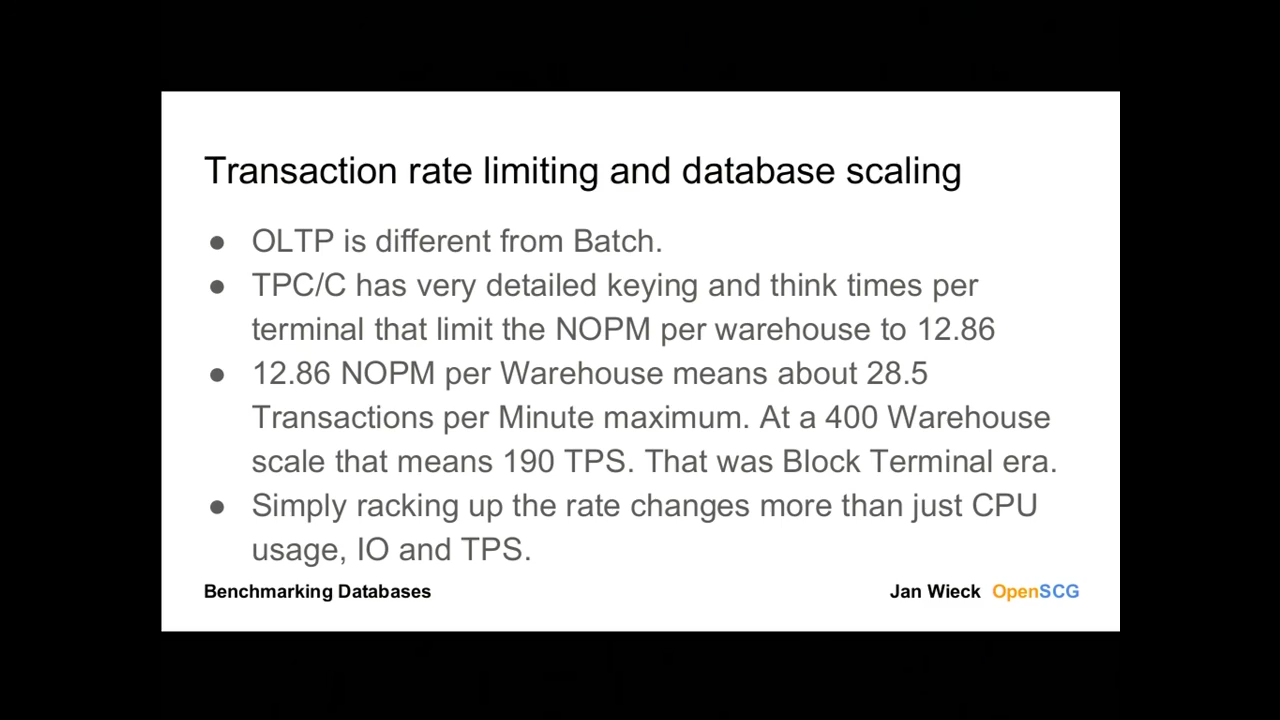 Transaction rate limiting and database scaling
● OLTP is different from Batch.
● TPC/C has very detailed keying and think times per
terminal that limit the NOPM per warehouse to 12.86
● 12.86 NOPM per Warehouse means about 28.5
Transactions per Minute maximum. At a 400 Warehouse
scale that means 190 TPS. That was Block Terminal era.
● Simply racking up the rate changes more than just CPU
usage, IO and TPS.
Benchmarking Databases Jan Wieck OpenSCG